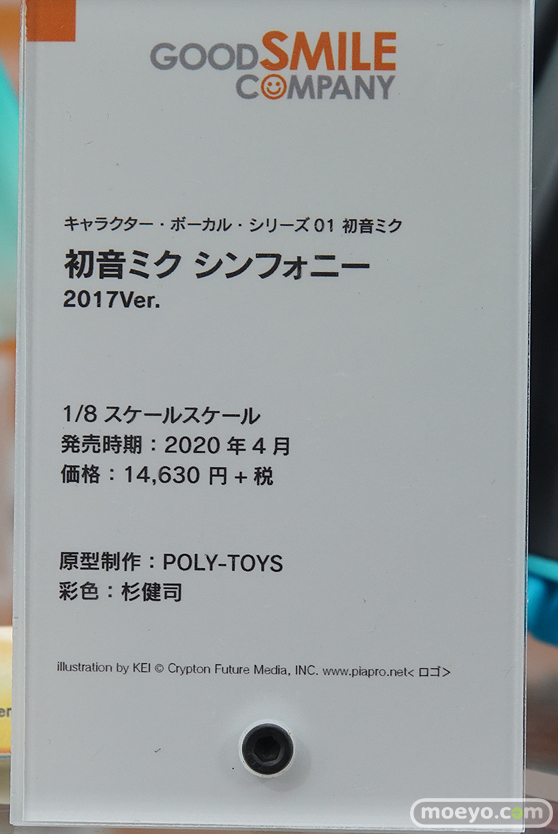 GOODSMILE
COMPANY
キャラクター・ボーカル・シリーズ01 初音ミク
初音ミク シンフォニー
2017Ver.
1/8 スケールスケール
発売時期：2020 年 4 月
価格：14,630 円 + 税
原型制作：POLY-TOYS
彩色：杉健司
illustration by KEI © Crypton Future Media, INC. www.piapro.net< ロゴ>
er
moeyo.com